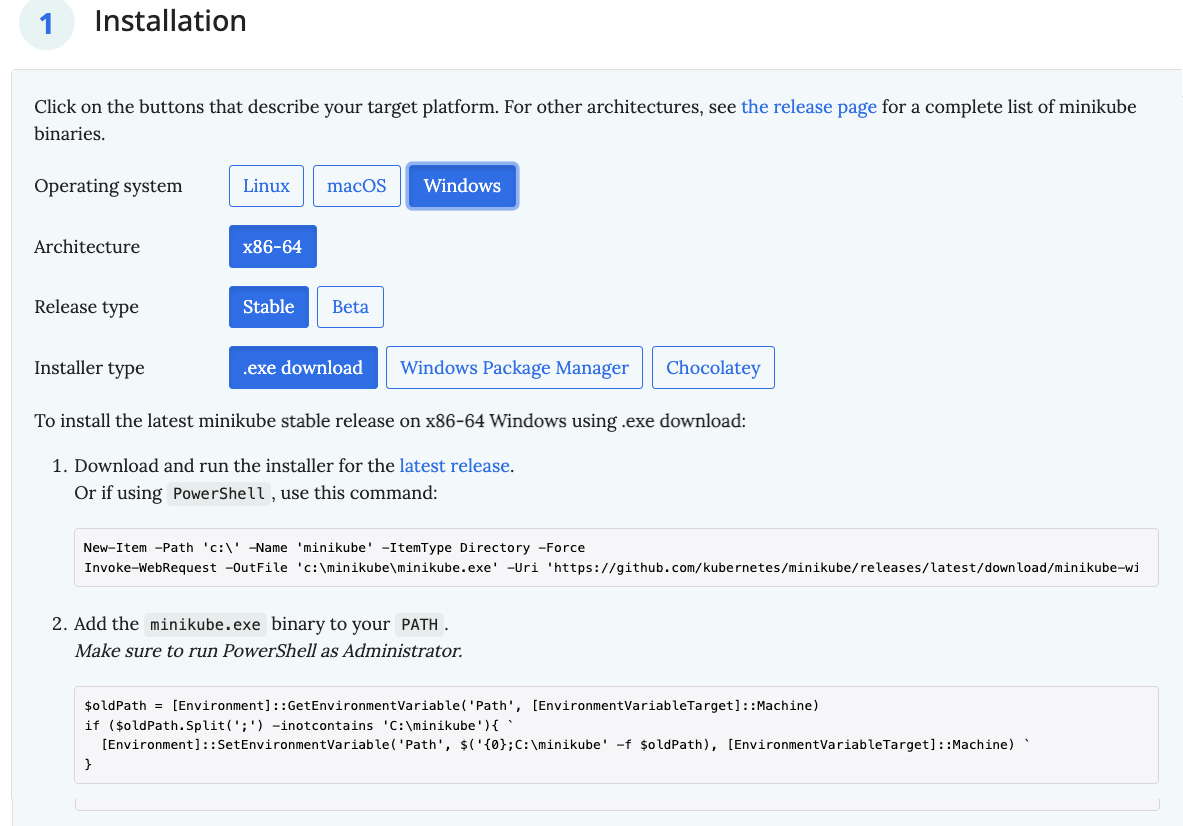 1 Installation
Click on the buttons that describe your target platform. For other architectures, see the release page for a complete list of minikube
binaries.
Operating system Linux macOS Windows
Architecture x86-64
Release type Stable Beta
Installer type .exe download Windows Package Manager Chocolatey
To install the latest minikube stable release on x86-64 Windows using .exe download:
1. Download and run the installer for the latest release.
Or if using PowerShell, use this command:
New-Item -Path 'c:\' -Name 'minikube' -ItemType Directory -Force
Invoke-WebRequest -OutFile 'c:\minikube\minikube.exe' -Uri 'https://github.com/kubernetes/minikube/releases/latest/download/minikube-wi
2. Add the minikube.exe binary to your PATH.
Make sure to run PowerShell as Administrator.
$oldPath = [Environment]::GetEnvironmentVariable('Path', [EnvironmentVariableTarget]::Machine)
if ($oldPath.Split(';') -inotcontains 'C:\minikube'){ `
  [Environment]::SetEnvironmentVariable('Path', $('{0};C:\minikube' -f $oldPath), [EnvironmentVariableTarget]::Machine) `
}